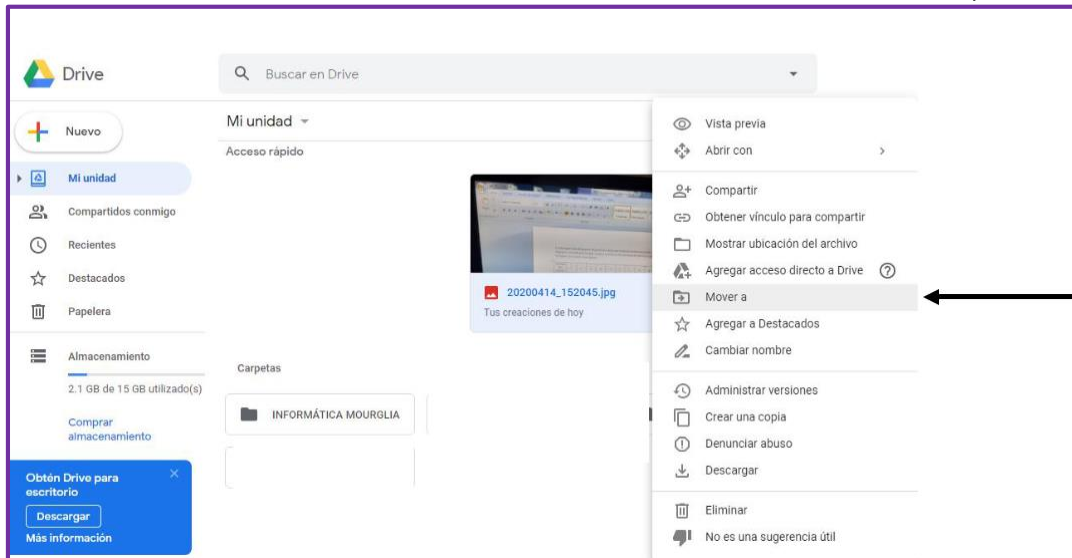 Drive
Buscar en Drive
Nuevo
Mi unidad
Compartidos conmigo
Recientes
Destacados
Papelera
Almacenamiento
2.1 GB de 15 GB utilizado(s)
Comprar
almacenamiento
Obtén Drive para
escritorio
Descargar
Más información
Mi unidad
Acceso rápido
20200414_152045.jpg
Tus creaciones de hoy
Carpetas
INFORMÁTICA MOURGLIA
Vista previa
Abrir con
Compartir
Obtener vínculo para compartir
Mostrar ubicación del archivo
Agregar acceso directo a Drive
Mover a
Agregar a Destacados
Cambiar nombre
Administrar versiones
Crear una copia
Denunciar abuso
Descargar
Eliminar
No es una sugerencia útil